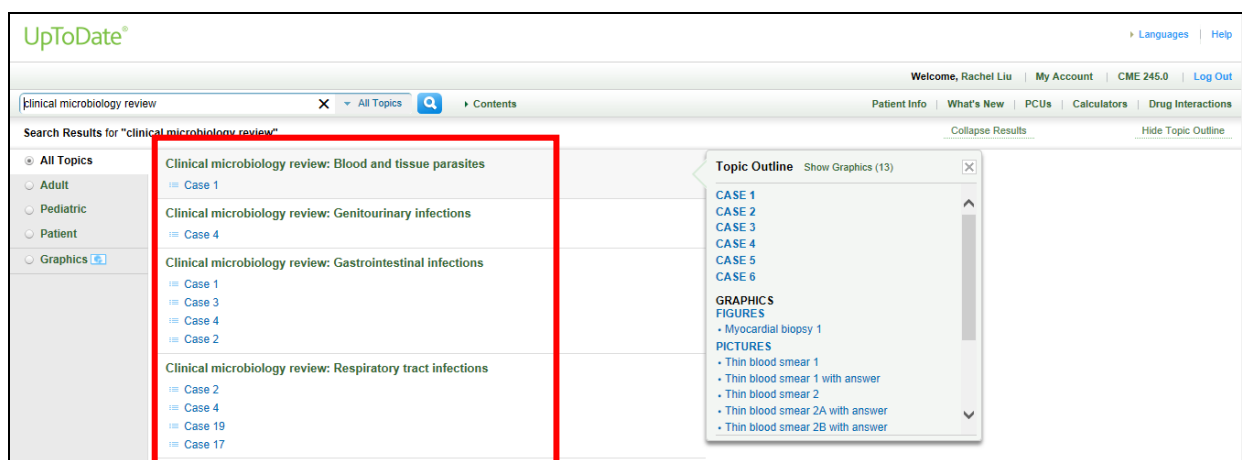 UpToDate®
Languages | Help
Welcome, Rachel Liu | My Account | CME 245.0 | Log Out
clinical microbiology review X All Topics Contents
Patient Info | What's New | PCUs | Calculators | Drug Interactions
Search Results for "clinical microbiology review"
Collapse Results
Hide Topic Outline
All Topics
Adult
Pediatric
Patient
Graphics
Clinical microbiology review: Blood and tissue parasites
Case 1
Clinical microbiology review: Genitourinary infections
Case 4
Clinical microbiology review: Gastrointestinal infections
Case 1
Case 3
Case 4
Case 2
Clinical microbiology review: Respiratory tract infections
Case 2
Case 4
Case 19
Case 17
Topic Outline Show Graphics (13)
CASE 1
CASE 2
CASE 3
CASE 4
CASE 5
CASE 6
GRAPHICS
FIGURES
• Myocardial biopsy 1
PICTURES
• Thin blood smear 1
• Thin blood smear 1 with answer
• Thin blood smear 2
• Thin blood smear 2A with answer
• Thin blood smear 2B with answer